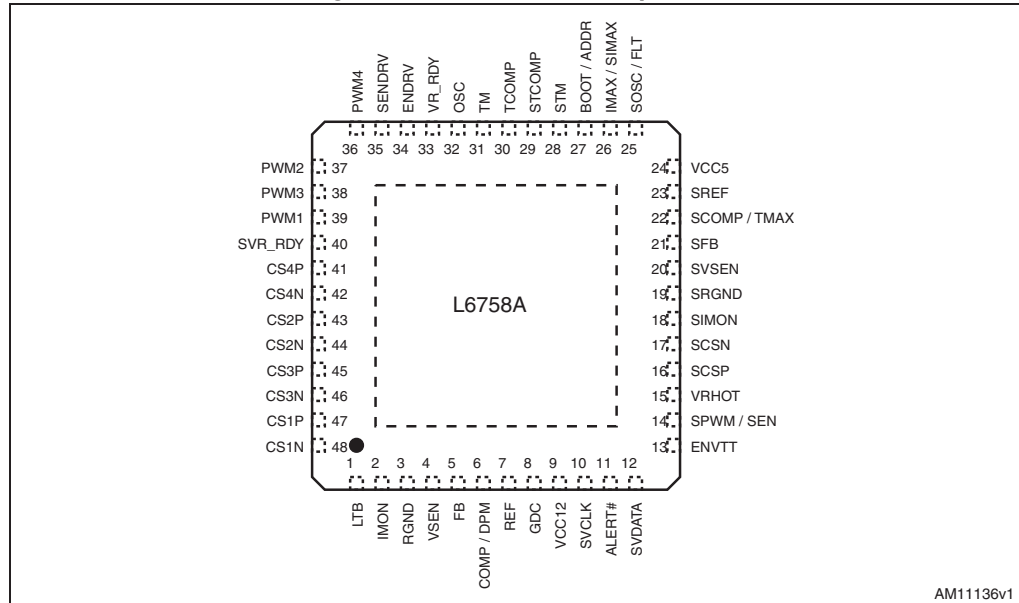 PWM4
SENDRV
ENDRV
VR_RDY
OSC
TM
TCOMP
STCOMP
STM
BOOT / ADDR
IMAX / SIMAX
SOSC / FLT
36 35 34 33 32 31 30 29 28 27 26 25
PWM2 37
PWM3 38
PWM1 39
SVR_RDY 40
CS4P 41
CS4N 42
CS2P 43
CS2N 44
CS3P 45
CS3N 46
CS1P 47
CS1N 48
L6758A
24 VCC5
23 SREF
22 SCOMP / TMAX
21 SFB
20 SVSEN
19 SRGND
18 SIMON
17 SCSN
16 SCSP
15 VRHOT
14 SPWM / SEN
13 ENVTT
1 2 3 4 5 6 7 8 9 10 11 12
LTB
IMON
RGND
VSEN
FB
COMP / DPM
REF
GDC
VCC12
SVCLK
ALERT#
SVDATA
AM11136v1